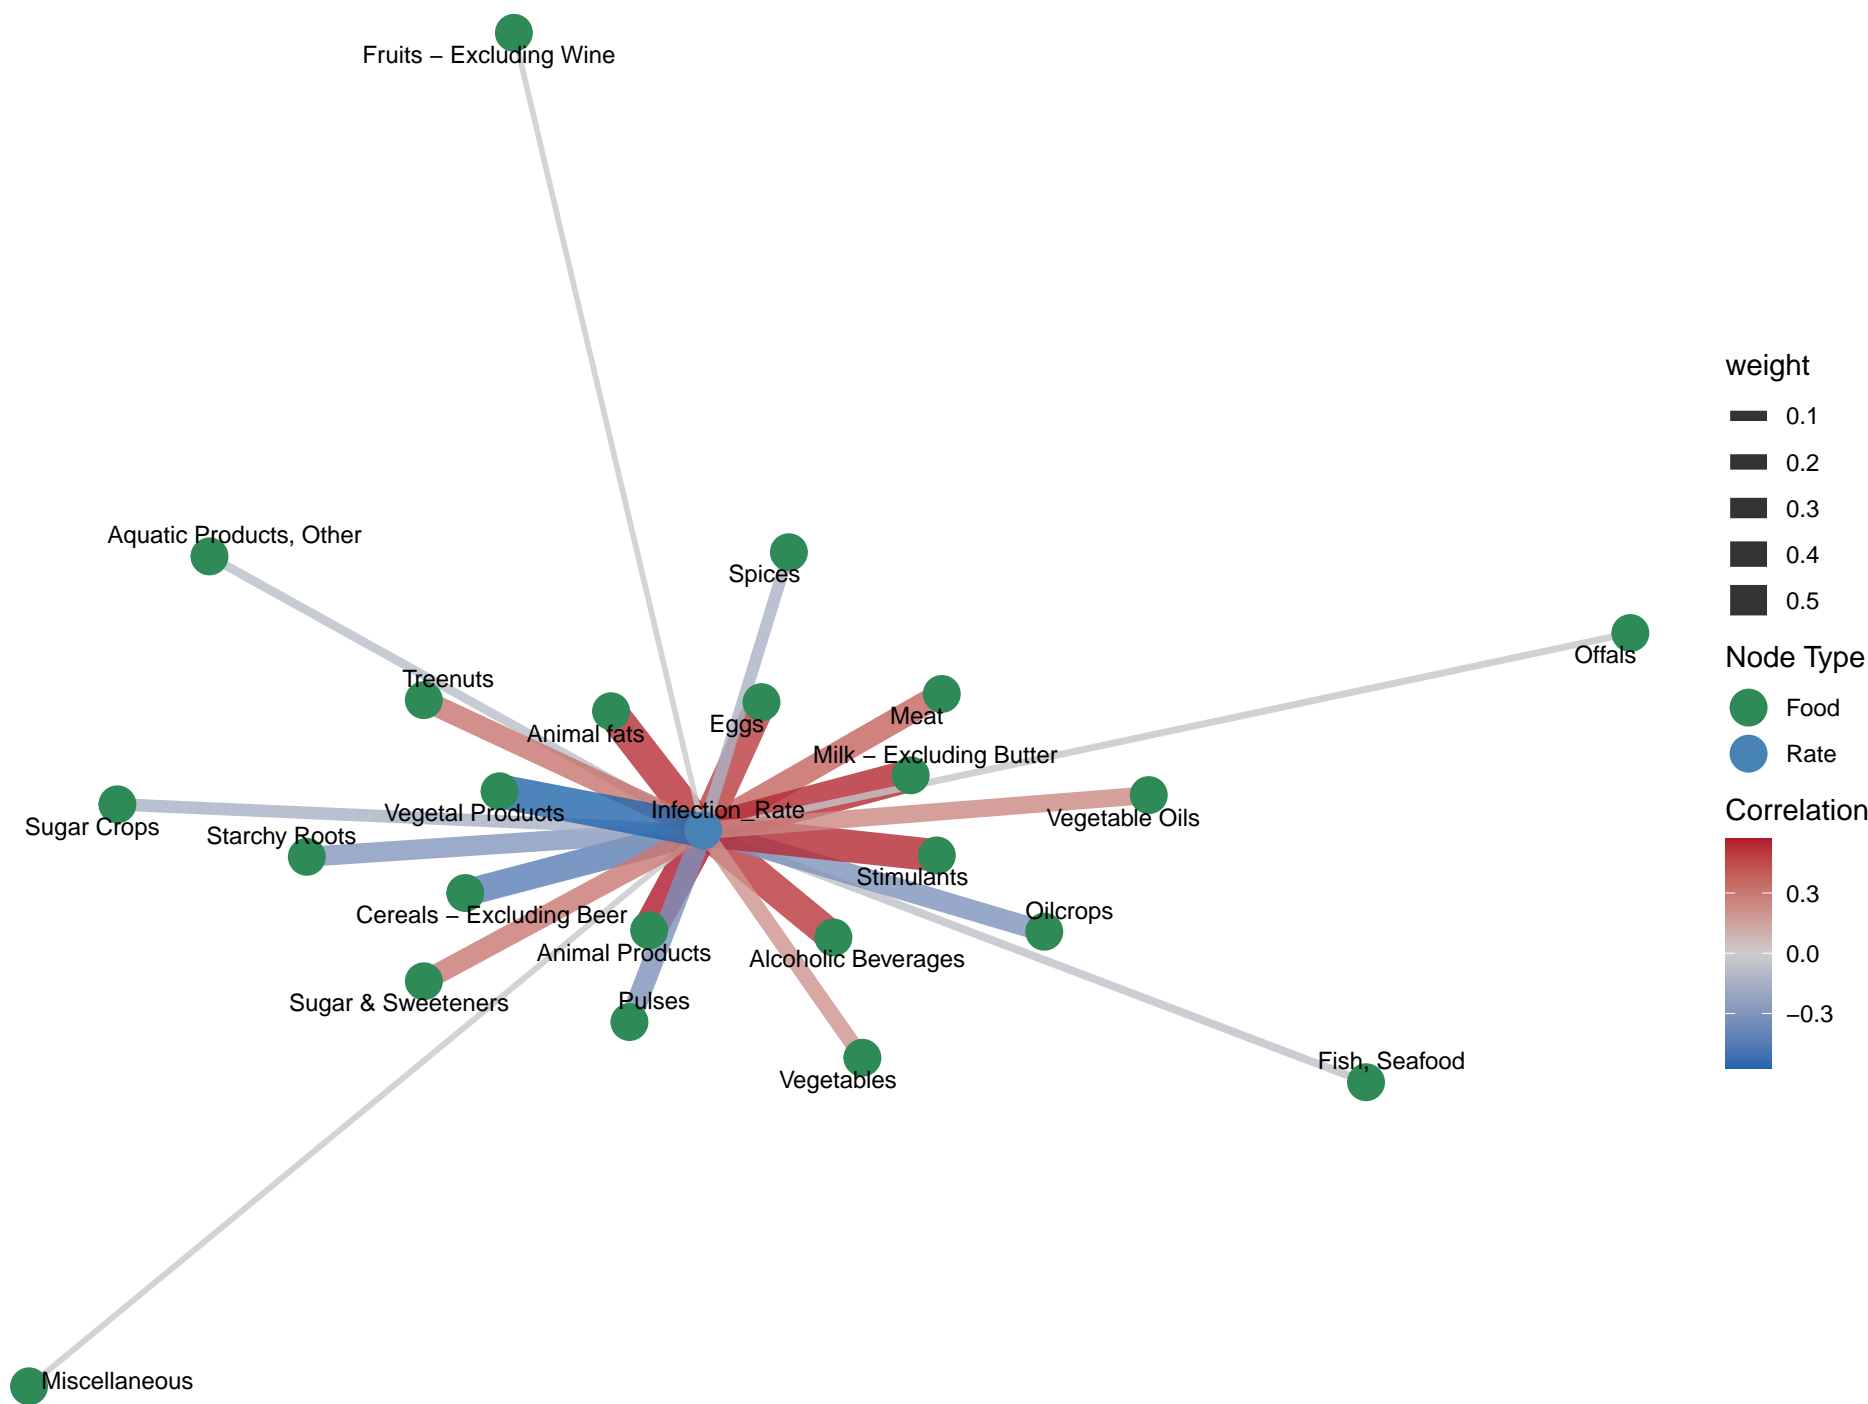 Fruits – Excluding Wine
Aquatic Products, Other
Spices
Offals
Treenuts
Animal fats
Eggs
Meat
Milk – Excluding Butter
Infection_Rate
Vegetal Products
Vegetable Oils
Sugar Crops
Starchy Roots
Stimulants
Cereals – Excluding Beer
Oilcrops
Animal Products
Alcoholic Beverages
Sugar & Sweeteners
Pulses
Vegetables
Fish, Seafood
Miscellaneous
weight
0.1
0.2
0.3
0.4
0.5
Node Type
Food
Rate
Correlation
0.3
0.0
−0.3